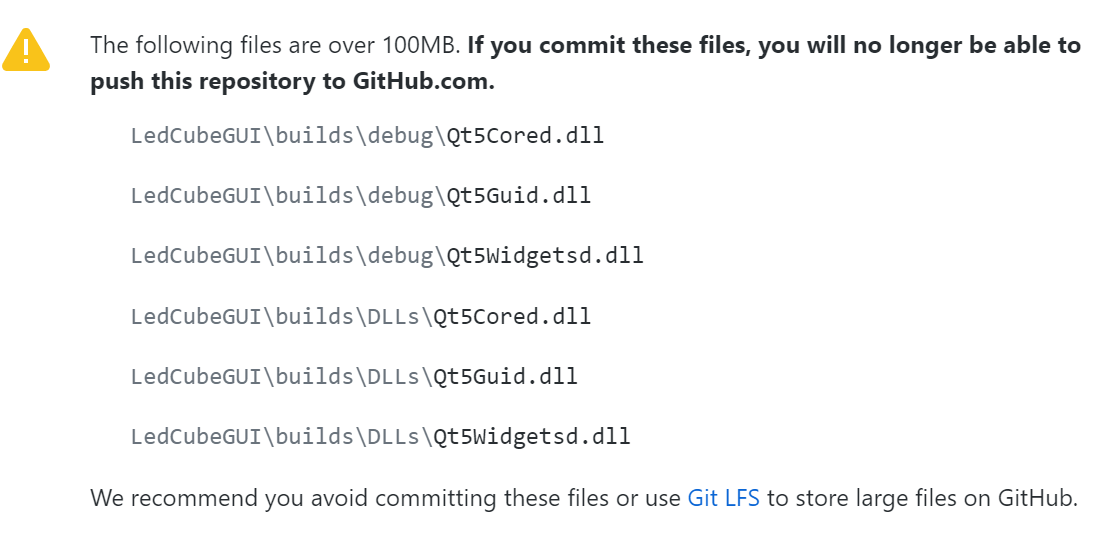 The following files are over 100MB. If you commit these files, you will no longer be able to
push this repository to GitHub.com.
LedCubeGUI\builds\debug\Qt5Cored.dll
LedCubeGUI\builds\debug\Qt5Guid.dll
LedCubeGUI\builds\debug\Qt5Widgetsd.dll
LedCubeGUI\builds\DLLs\Qt5Cored.dll
LedCubeGUI\builds\DLLs\Qt5Guid.dll
LedCubeGUI\builds\DLLs\Qt5Widgetsd.dll
We recommend you avoid committing these files or use Git LFS to store large files on GitHub.